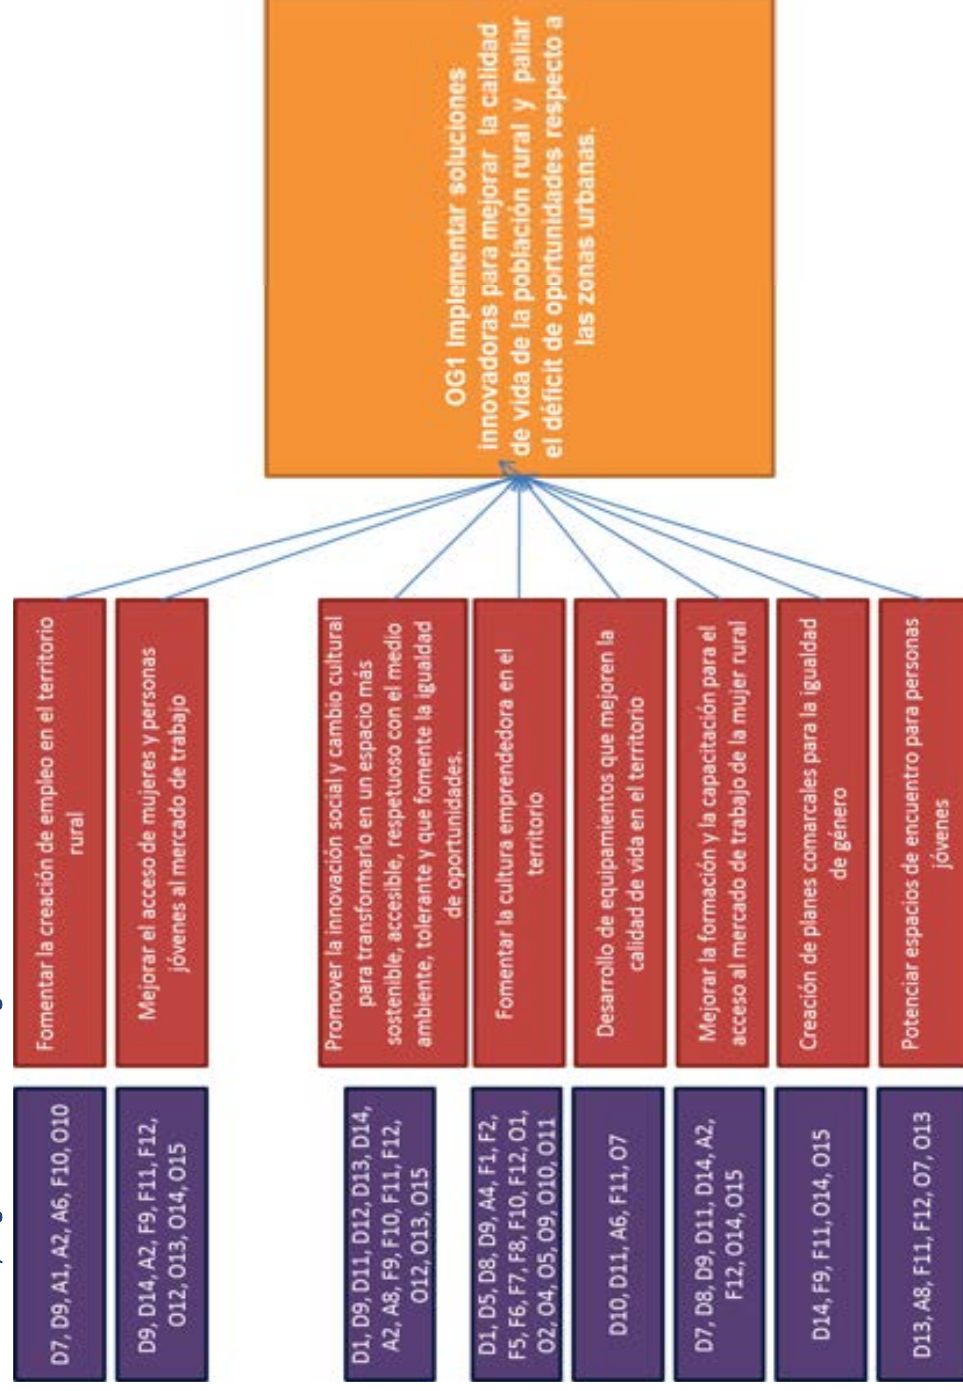 D7, D9, A1, A2, A6, F10, O10
Fomentar la creación de empleo en el territorio
rural
D9, D14, A2, F9, F11, F12,
O12, O13, O14, O15
Mejorar el acceso de mujeres y personas
jóvenes al mercado de trabajo
D1, D9, D11, D12, D13, D14,
A2, A8, F9, F10, F11, F12,
O12, O13, O15
Promover la innovación social y cambio cultural
para transformarlo en un espacio más
sostenible, accesible, respetuoso con el medio
ambiente, tolerante y que fomente la igualdad
de oportunidades.
D1, D5, D8, D9, A4, F1, F2,
F5, F6, F7, F8, F10, F12, O1,
O2, O4, O5, O9, O10, O11
Fomentar la cultura emprendedora en el
territorio
D10, D11, A6, F11, O7
Desarrollo de equipamientos que mejoren la
calidad de vida en el territorio
D7, D8, D9, D11, D14, A2,
F12, O14, O15
Mejorar la formación y la capacitación para el
acceso al mercado de trabajo de la mujer rural
D14, F9, F11, O14, O15
Creación de planes comarcales para la igualdad
de género
D13, A8, F11, F12, O7, O13
Potenciar espacios de encuentro para personas
jóvenes
OG1 Implementar soluciones
innovadoras para mejorar la calidad
de vida de la población rural y paliar
el déficit de oportunidades respecto a
las zonas urbanas.